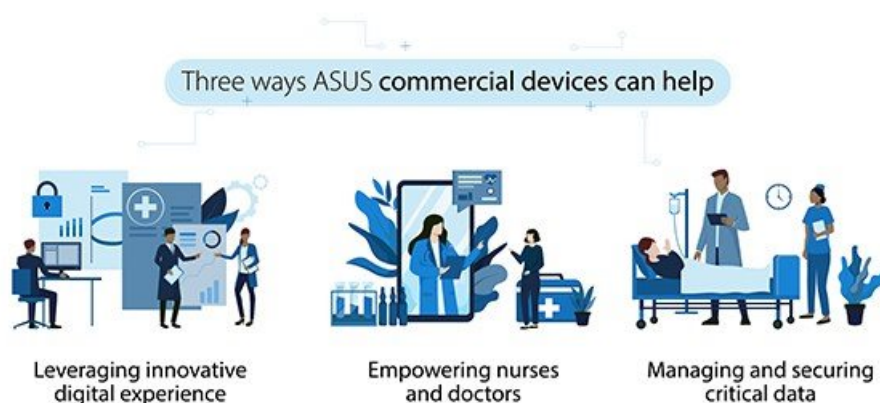 Three ways ASUS commercial devices can help
Leveraging innovative
digital experience
Empowering nurses
and doctors
Managing and securing
critical data